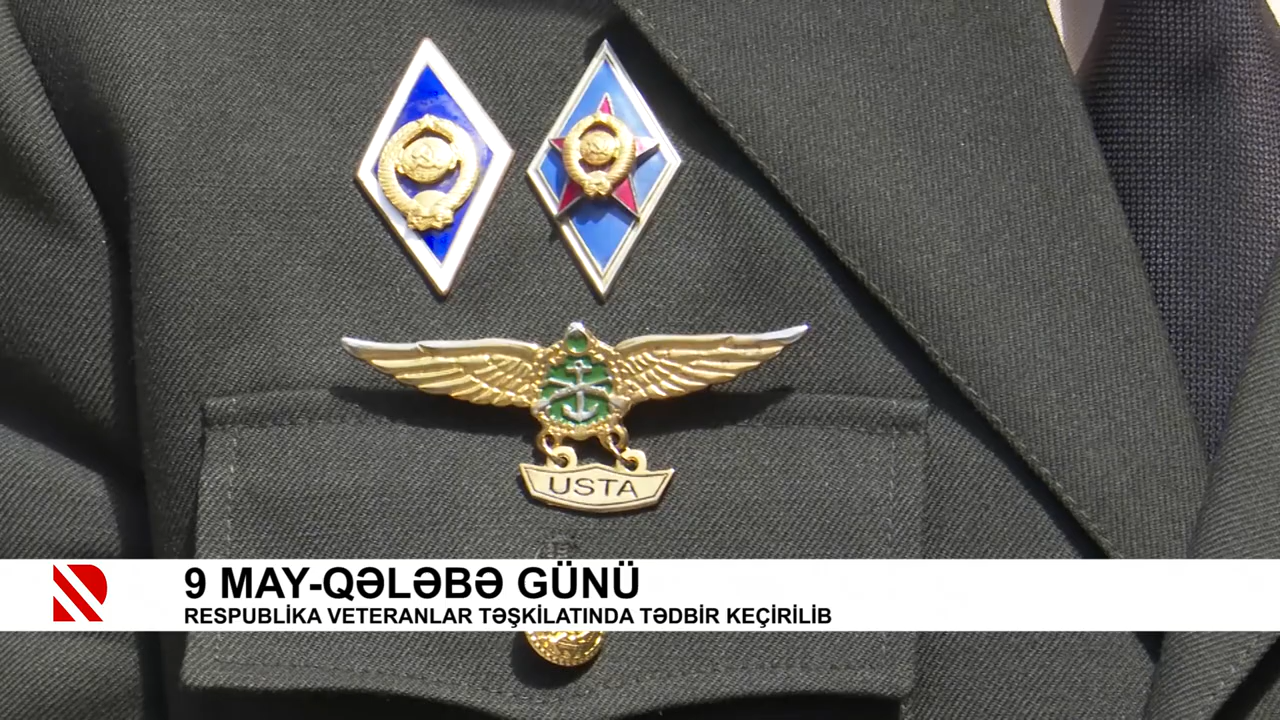 USTA
9 MAY-QƏLƏBƏ GÜNÜ
RESPUBLİKA VETERANLAR TƏŞKİLATINDA TƏDBİR KEÇİRİLİB